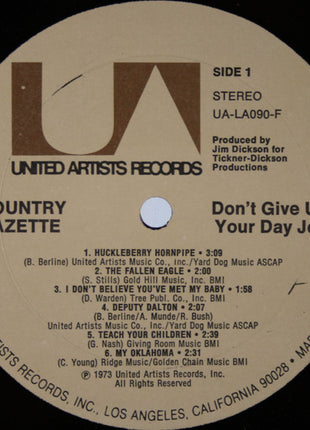 UA
SIDE 1
STEREO
UA-LA090-F
Produced by
Jim Dickson for
Tickner-Dickson
Productions
UNITED ARTISTS RECORDS
OUNTRY
AZETTE
Don't Give U
Your Day Jo
1. HUCKLEBERRY HORNPIPE • 3:09
(B. Berline) United Artists Music Co., Inc./Yard Dog Music ASCAP
2. THE FALLEN EAGLE • 2:00
(S. Stills) Gold Hill Music, Inc. BMI
3. I DON'T BELIEVE YOU'VE MET MY BABY • 1:58
(D. Warden) Tree Publ. Co., Inc. BMI
4. DEPUTY DALTON • 2:07
(B. Berline/A. Munde/R. Bush)
United Artists Music Co., Inc./Yard Dog Music ASCAP
5. TEACH YOUR CHILDREN • 2:39
(G. Nash) Giving Room Music BMI
6. MY OKLAHOMA • 2:31
(C. Young) Ridge Music/Golden Chain Music BMI
Ⓟ 1973 United Artists Records, Inc.
ISTS RECORDS, INC., LOS ANGELES, CALIFORNIA 90028 • MA